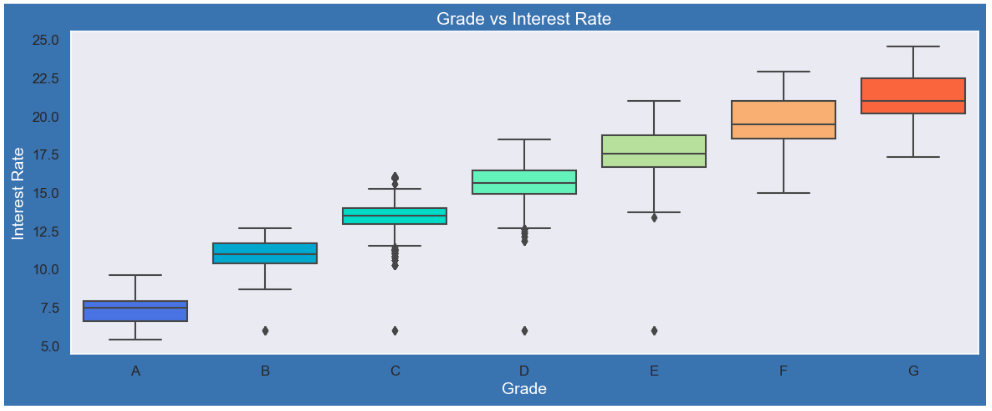 Grade vs Interest Rate
Interest Rate
25.0
22.5
20.0
17.5
15.0
12.5
10.0
7.5
5.0
A B C D E F G
Grade